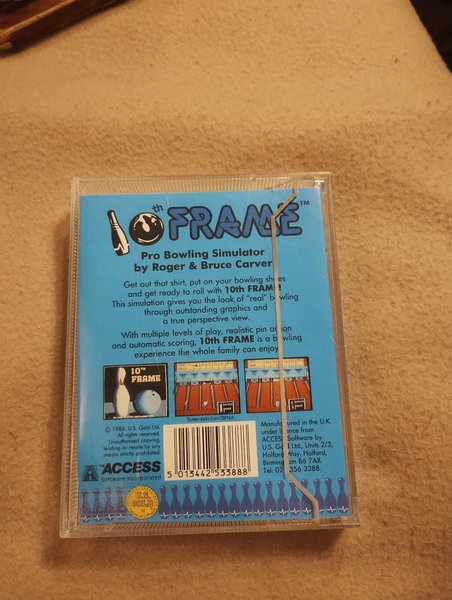 10th FRAME™
Pro Bowling Simulator
by Roger & Bruce Carver
Get out that shirt, put on your bowling shoes
and get ready to roll with 10th FRAME!
This simulation gives you the look of "real" bowling
through outstanding graphics and
a true perspective view.
With multiple levels of play, realistic pin action
and automatic scoring, 10th FRAME is a bowling
experience the whole family can enjoy.
10TH
FRAME
Screen shots from CBM64
© 1986 U.S. Gold Ltd.
All rights reserved
Unauthorised copying,
lending or resale by any
means strictly prohibited
ACCESS
Software Incorporated
5 013442 533888
Manufactured in the U.K.
under licence from
ACCESS Software by
U.S. Gold Ltd., Units 2/3,
Holford Way, Holford,
Birmingham B6 7AX.
Tel: 021 356 3388.
U.S.
GOLD